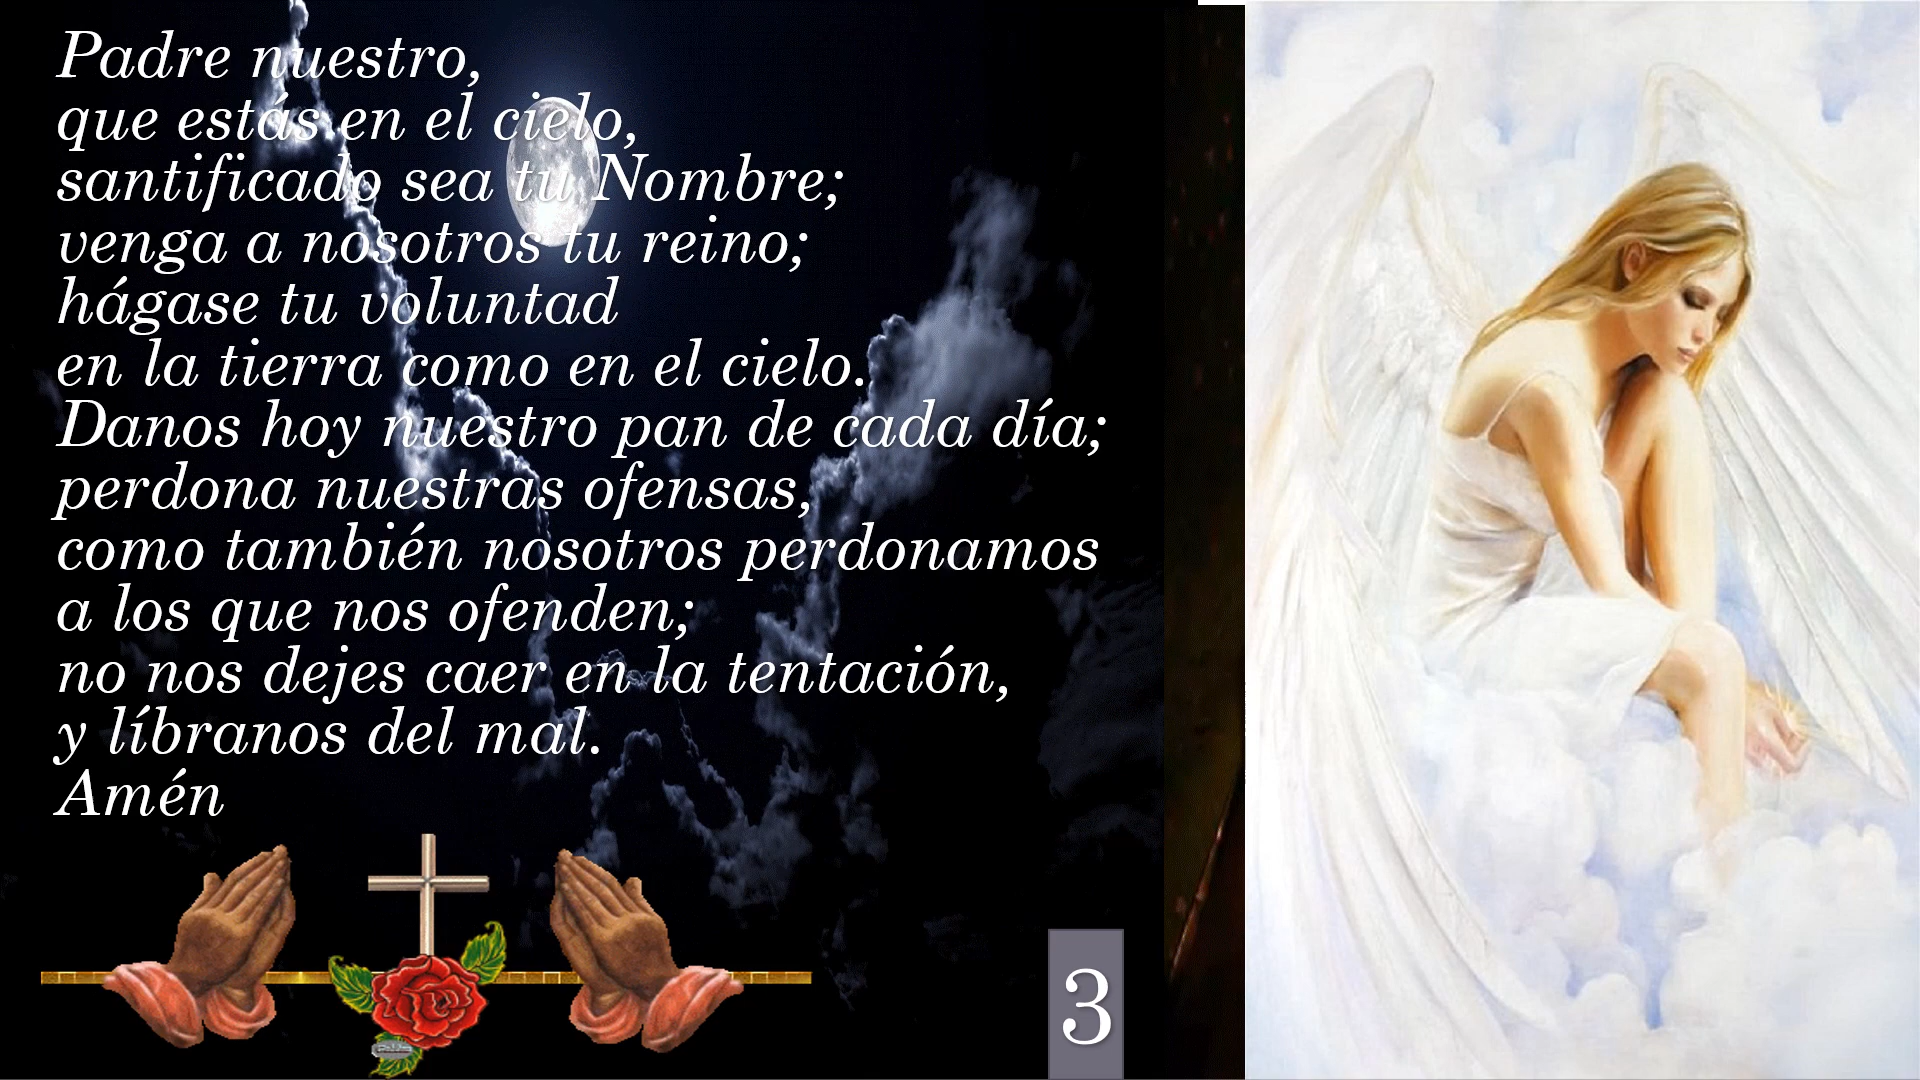 Padre nuestro,
que estás en el cielo,
santificado sea tu Nombre;
venga a nosotros tu reino;
hágase tu voluntad
en la tierra como en el cielo.
Danos hoy nuestro pan de cada día;
perdona nuestras ofensas,
como también nosotros perdonamos
a los que nos ofenden;
no nos dejes caer en la tentación,
y líbranos del mal.
Amén
3